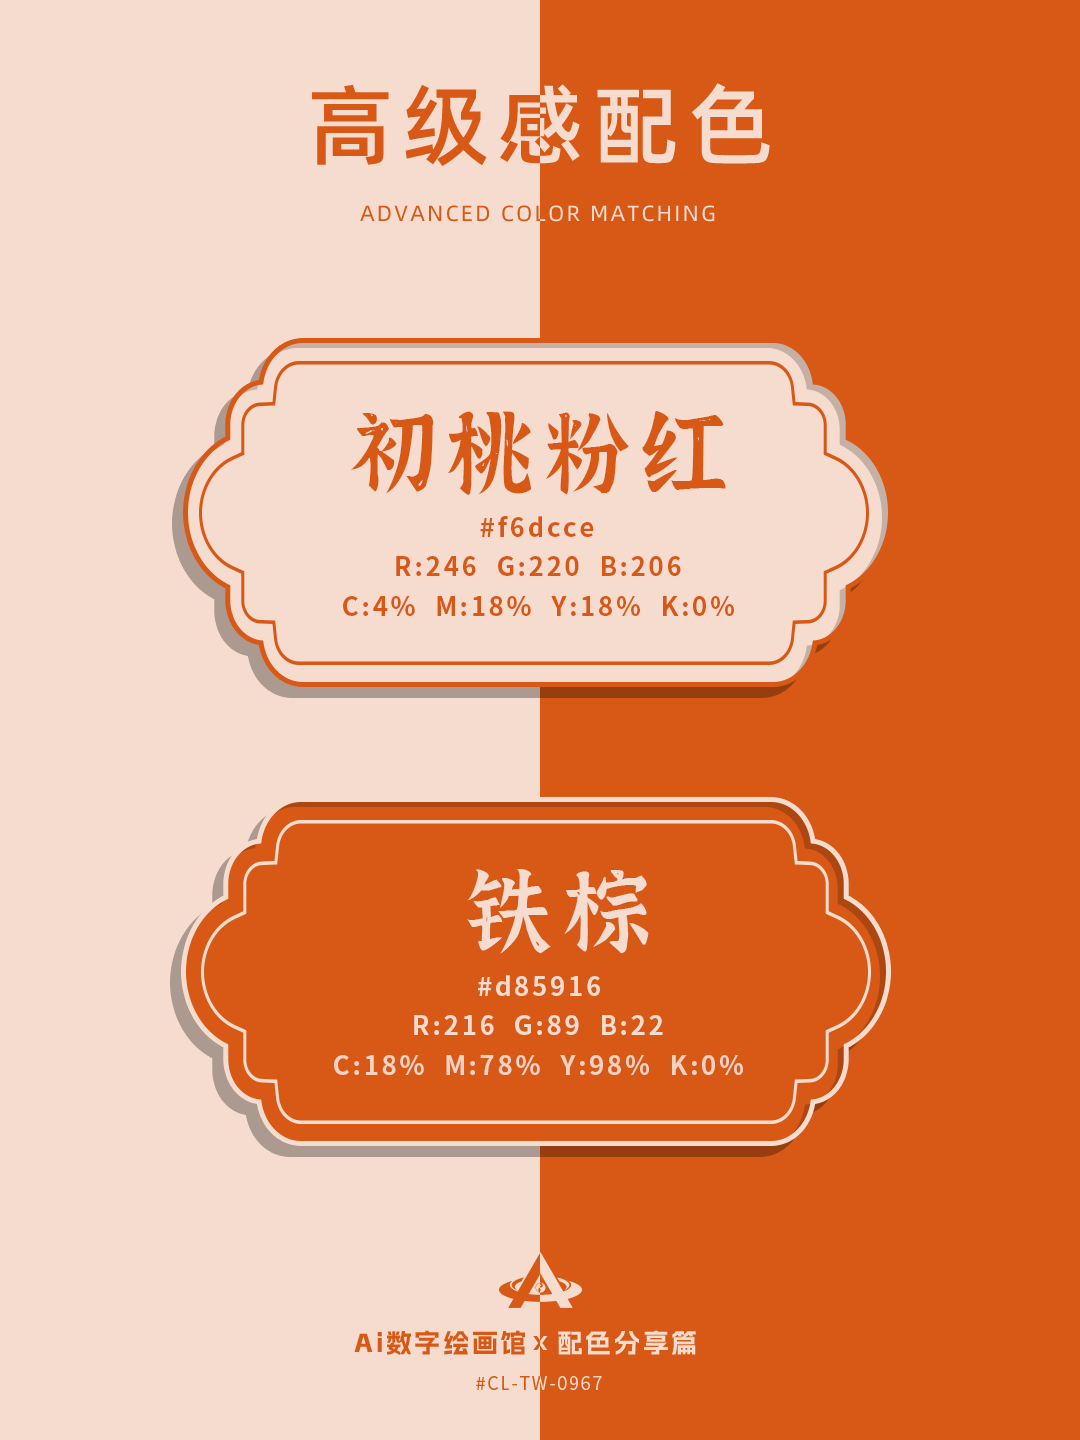 高级感配色
ADVANCED COLOR MATCHING
初桃粉红
#f6dcce
R:246 G:220 B:206
C:4% M:18% Y:18% K:0%
铁棕
#d85916
R:216 G:89 B:22
C:18% M:78% Y:98% K:0%
Ai数字绘画馆 x 配色分享篇
#CL-TW-0967